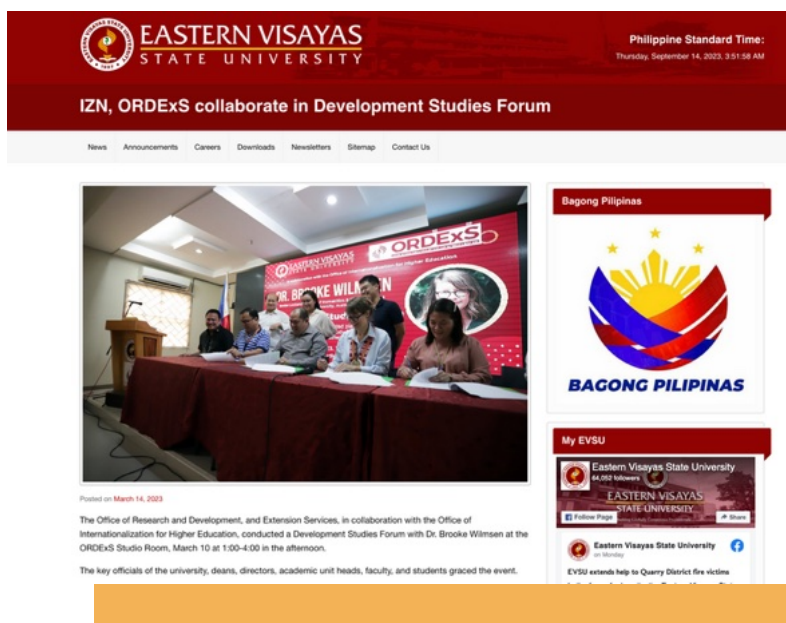 EASTERN VISAYAS
STATE UNIVERSITY
Philippine Standard Time:
Thursday, September 14, 2023, 3:51:58 AM
IZN, ORDExS collaborate in Development Studies Forum
News Announcements Careers Downloads Newsletters Sitemap Contact Us
EASTERN VISAYAS
STATE UNIVERSITY
ORDExS
DR. BROOKE WILMSEN
Posted on March 14, 2023
The Office of Research and Development, and Extension Services, in collaboration with the Office of
Internationalization for Higher Education, conducted a Development Studies Forum with Dr. Brooke Wilmsen at the
ORDExS Studio Room, March 10 at 1:00-4:00 in the afternoon.
The key officials of the university, deans, directors, academic unit heads, faculty, and students graced the event.
Bagong Pilipinas
BAGONG PILIPINAS
My EVSU
Eastern Visayas State University
64,052 followers
EASTERN VISAYAS
STATE UNIVERSITY
Follow Page
Share
Eastern Visayas State University
on Monday
EVSU extends help to Quarry District fire victims